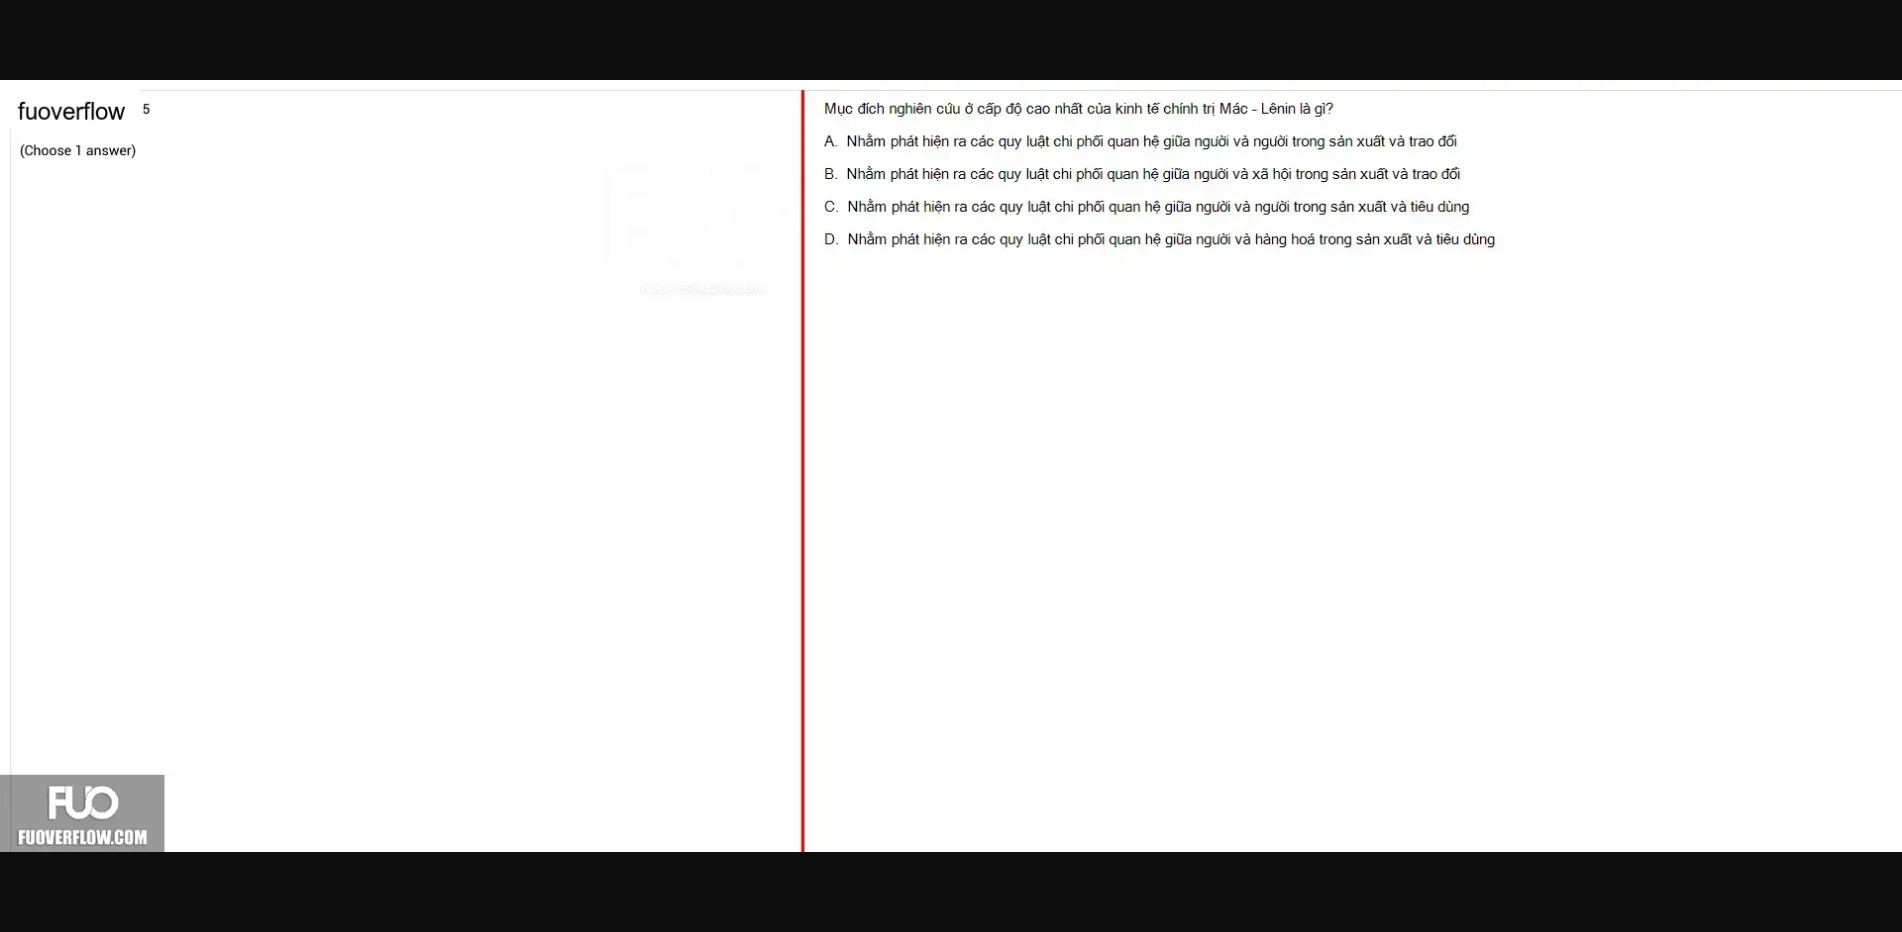 fuoverflow 5
(Choose 1 answer)
Mục đích nghiên cứu ở cấp độ cao nhất của kinh tế chính trị Mác - Lênin là gì?
A. Nhằm phát hiện ra các quy luật chi phối quan hệ giữa người và người trong sản xuất và trao đổi
B. Nhằm phát hiện ra các quy luật chi phối quan hệ giữa người và xã hội trong sản xuất và trao đổi
C. Nhằm phát hiện ra các quy luật chi phối quan hệ giữa người và người trong sản xuất và tiêu dùng
D. Nhằm phát hiện ra các quy luật chi phối quan hệ giữa người và hàng hoá trong sản xuất và tiêu dùng
FUO
FUOVERFLOW.COM
FUO
FUOVERFLOW.COM